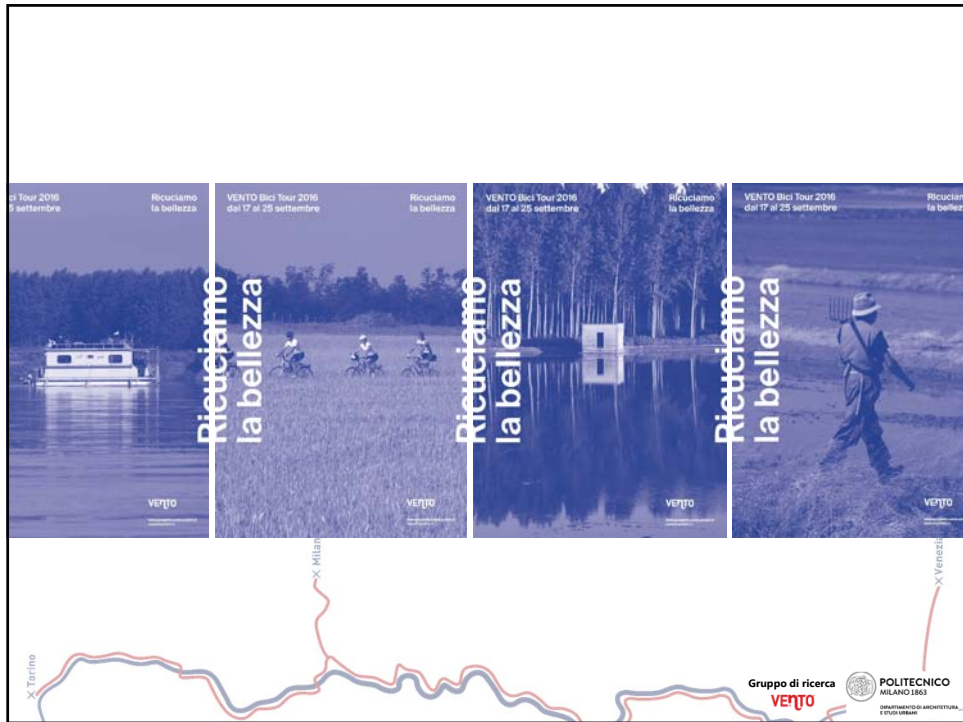 ici Tour 2016
5 settembre
Ricuciamo
la bellezza
VENTO
Ricuciamo
la bellezza
VENTO Bici Tour 2016
dal 17 al 25 settembre
Ricuciamo
la bellezza
VENTO
Ricuciamo
la bellezza
VENTO Bici Tour 2016
dal 17 al 25 settembre
Ricuciamo
la bellezza
VENTO
Ricuciamo
la bellezza
VENTO Bici Tour 2016
dal 17 al 25 settembre
Ricuciam
la bellez
VENTO
Torino
Milan
Venezia
Gruppo di ricerca
VENTO
POLITECNICO
MILANO 1863
DIPARTIMENTO DI ARCHITETTURA
E STUDI URBANI